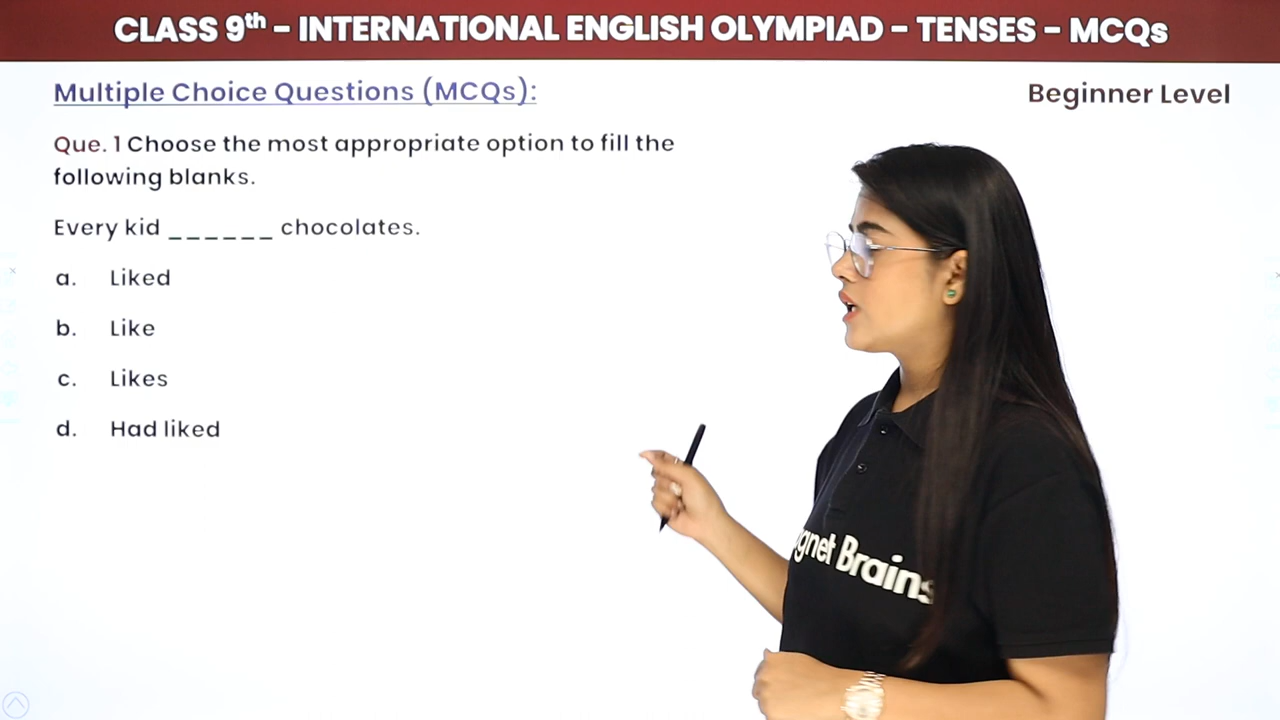 CLASS 9th – INTERNATIONAL ENGLISH OLYMPIAD – TENSES – MCQs
Multiple Choice Questions (MCQs):
Beginner Level
Que. 1 Choose the most appropriate option to fill the
following blanks.
Every kid ______ chocolates.
a. Liked
b. Like
c. Likes
d. Had liked
gnet Brains